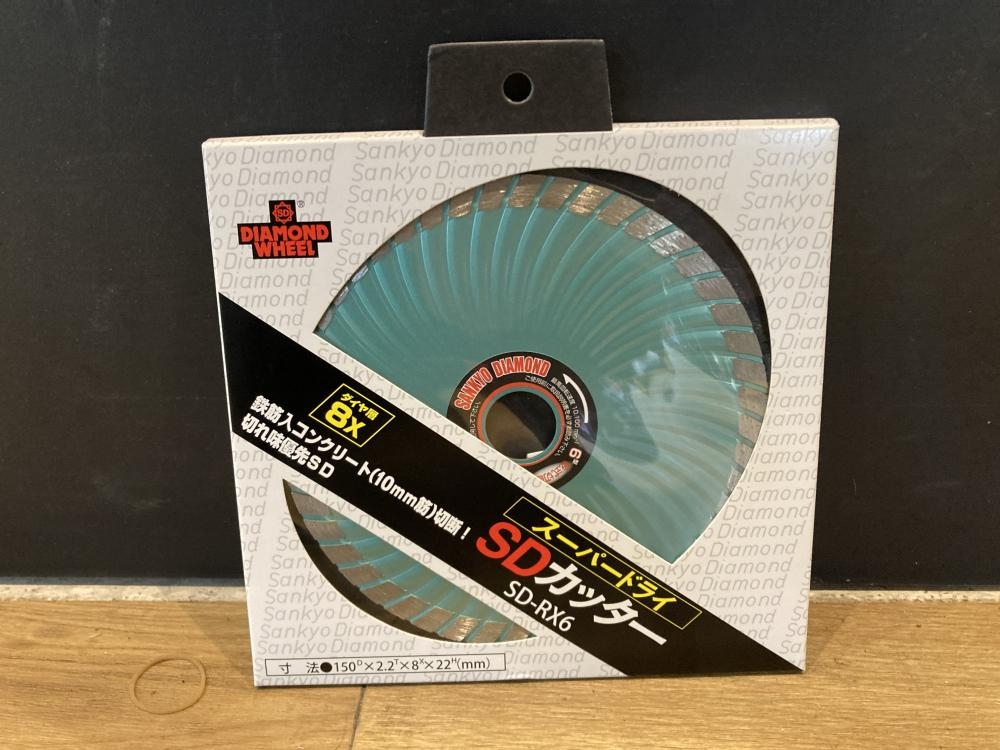 Sankyo Diamond
SD
®
DIAMOND
WHEEL
SANKYO DIAMOND
6"
ダイヤ層
8X
鉄筋入コンクリート(10mm筋)切断!
切れ味優先SD
スーパードライ
SDカッター
SD-RX6
寸 法●150ᴰ×2.2ᵀ×8ˣ×22ᴴ(mm)